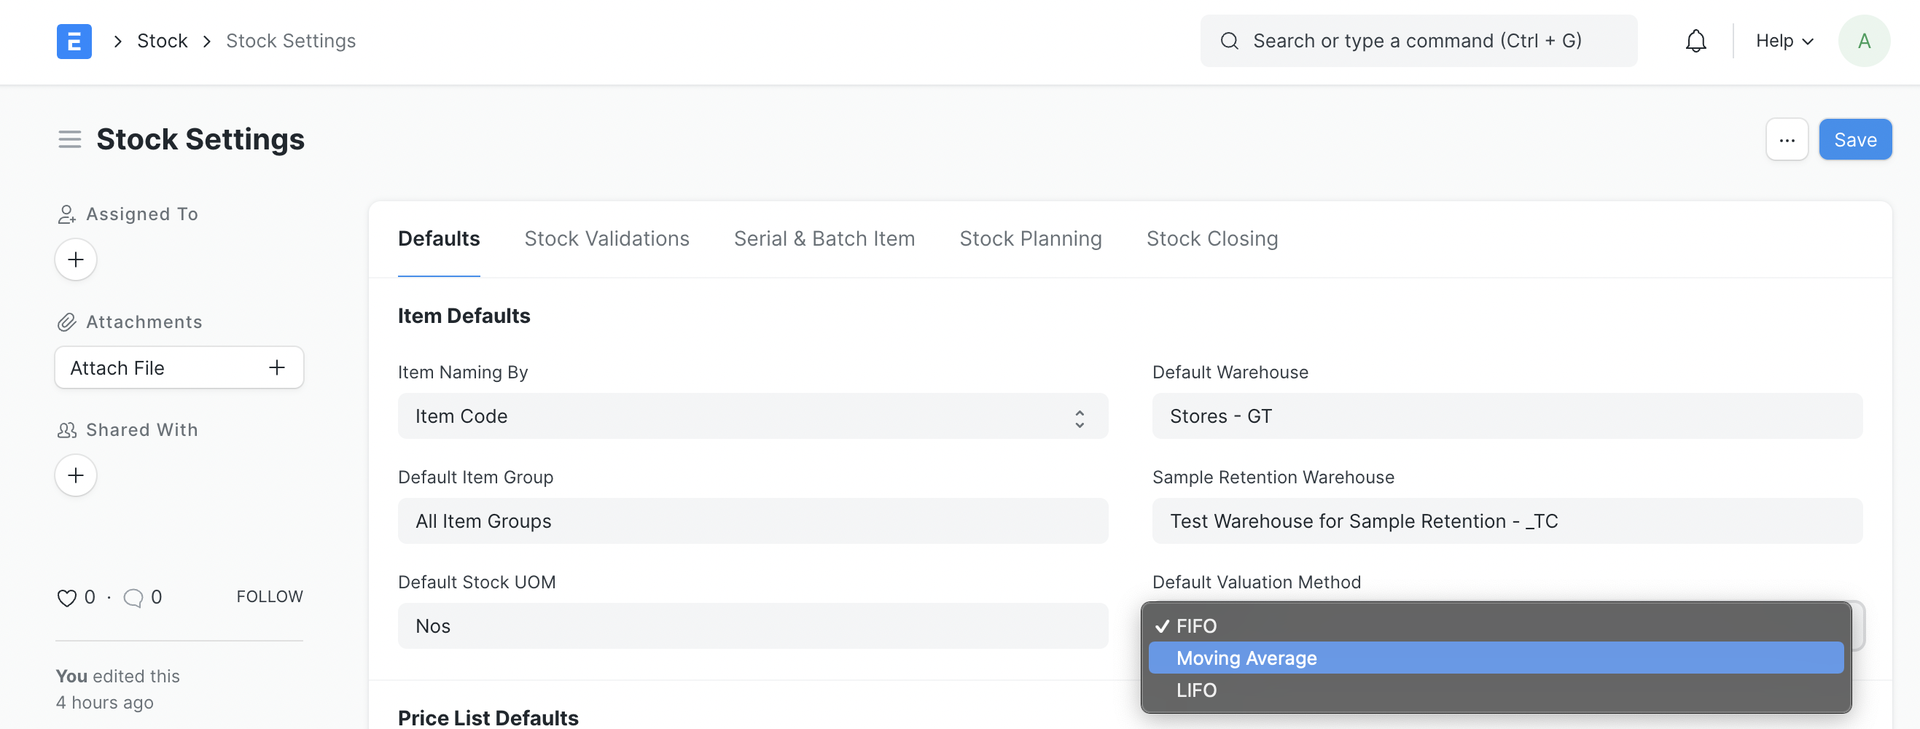 E
Stock
Stock Settings
Search or type a command (Ctrl + G)
Help
A
Stock Settings
...
Save
Assigned To
Attachments
Attach File
Shared With
0 · 0
FOLLOW
You edited this
4 hours ago
Defaults
Stock Validations
Serial & Batch Item
Stock Planning
Stock Closing
Item Defaults
Item Naming By
Item Code
Default Item Group
All Item Groups
Default Stock UOM
Nos
Default Warehouse
Stores - GT
Sample Retention Warehouse
Test Warehouse for Sample Retention - _TC
Default Valuation Method
✓ FIFO
Moving Average
LIFO
Price List Defaults